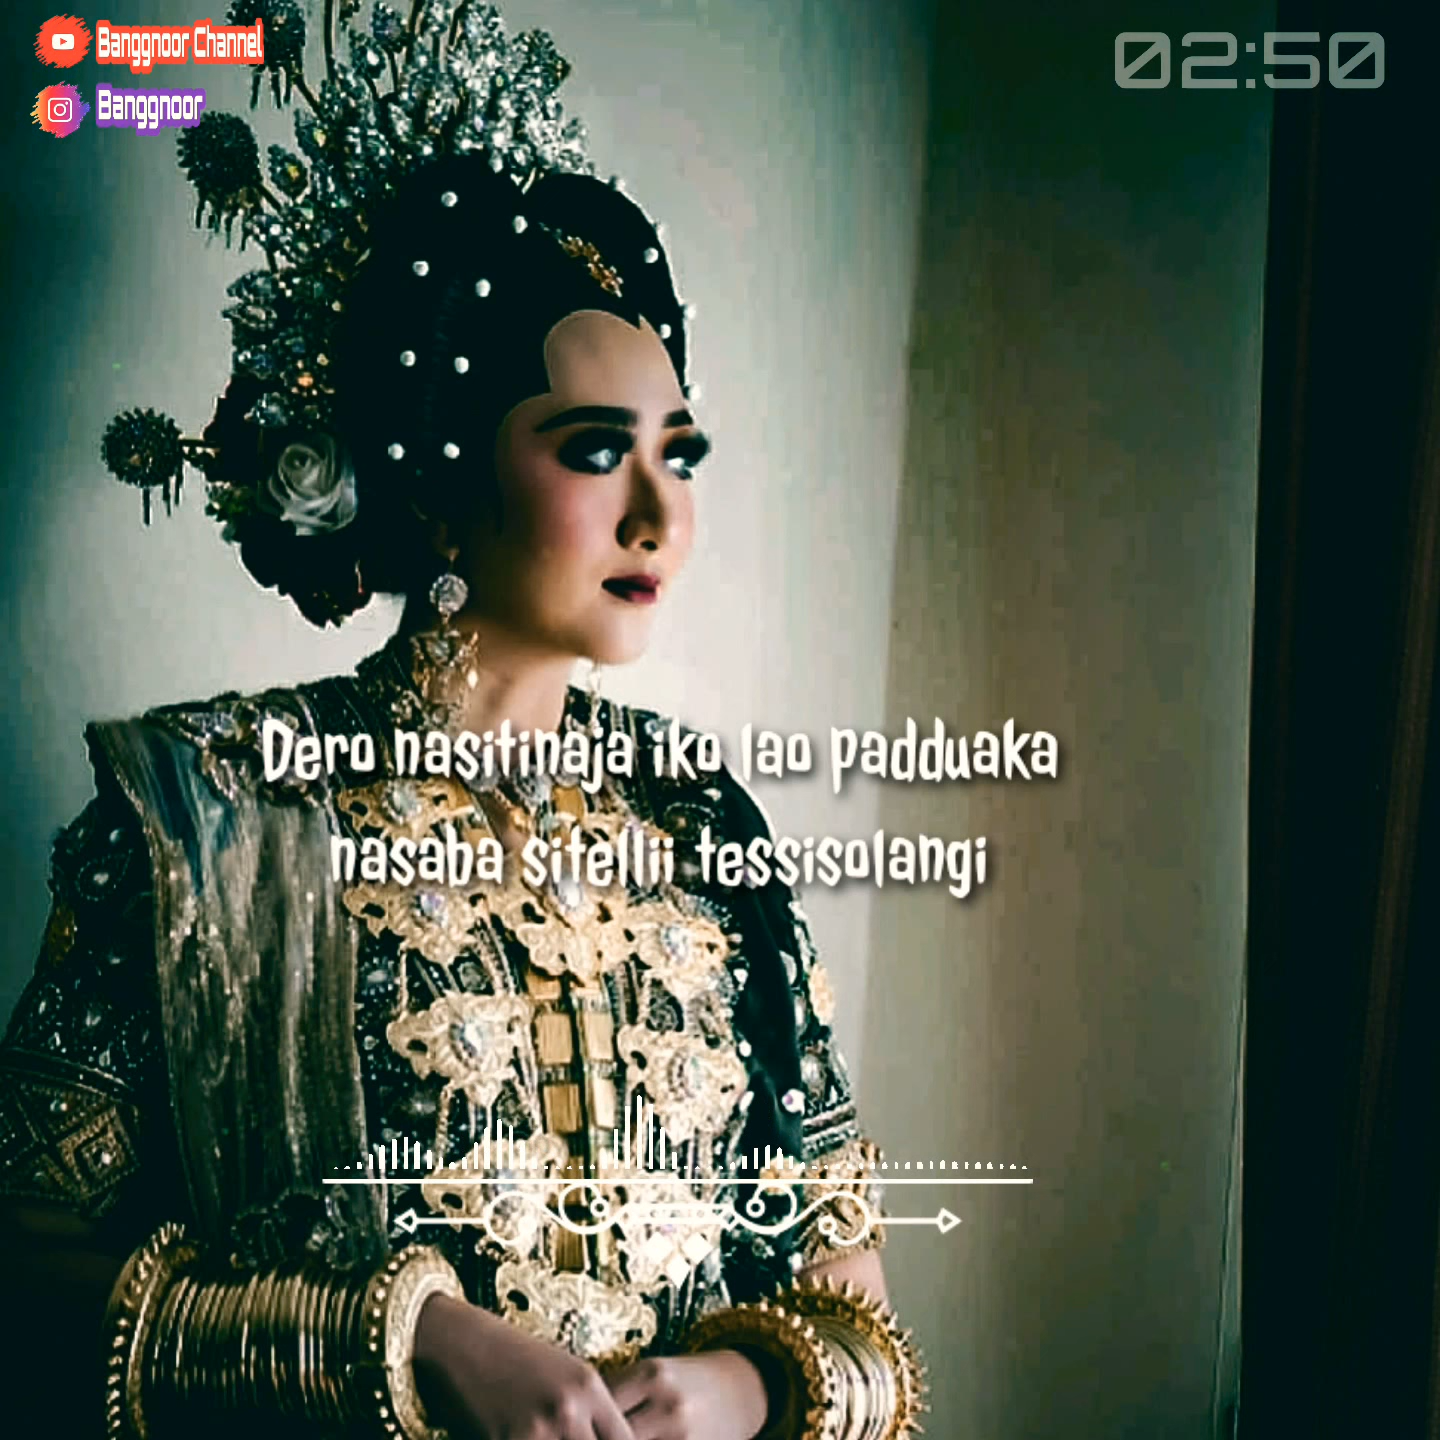 Banggnoor Channel
02:50
Banggnoor
Dero nasitinaja iko lao padduaka
nasaba sitellii tessisolangi